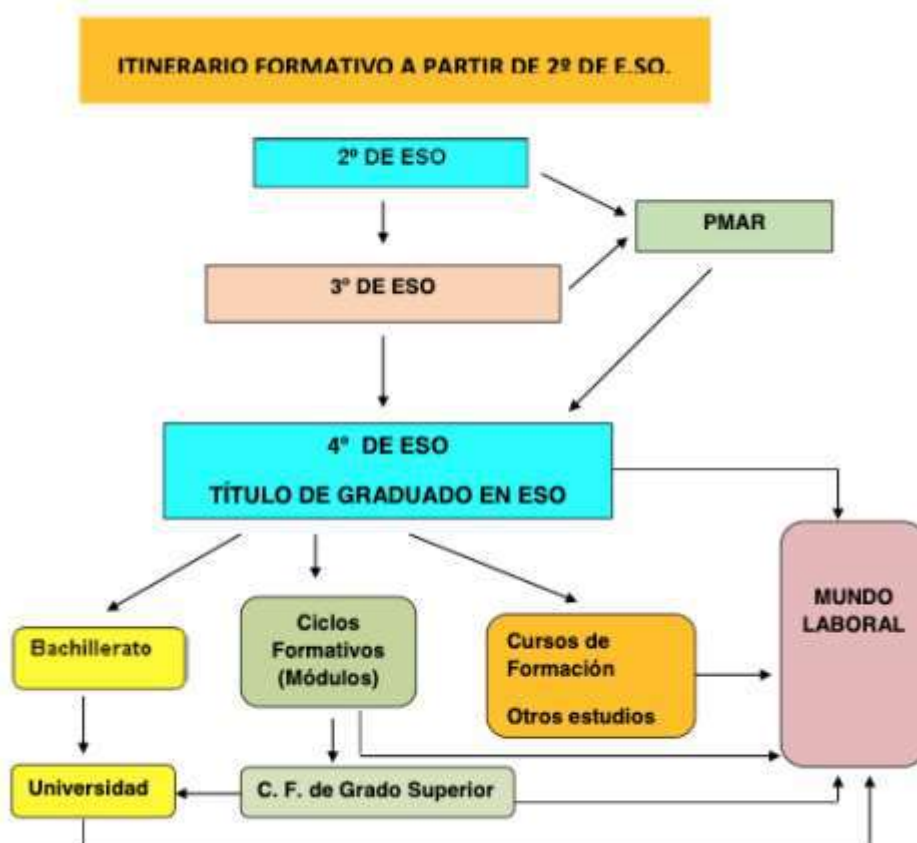 ITINERARIO FORMATIVO A PARTIR DE 2º DE E.SO.
2º DE ESO
PMAR
3º DE ESO
4º DE ESO
TÍTULO DE GRADUADO EN ESO
MUNDO
LABORAL
Bachillerato
Ciclos
Formativos
(Módulos)
Cursos de
Formación
Otros estudios
Universidad
C. F. de Grado Superior